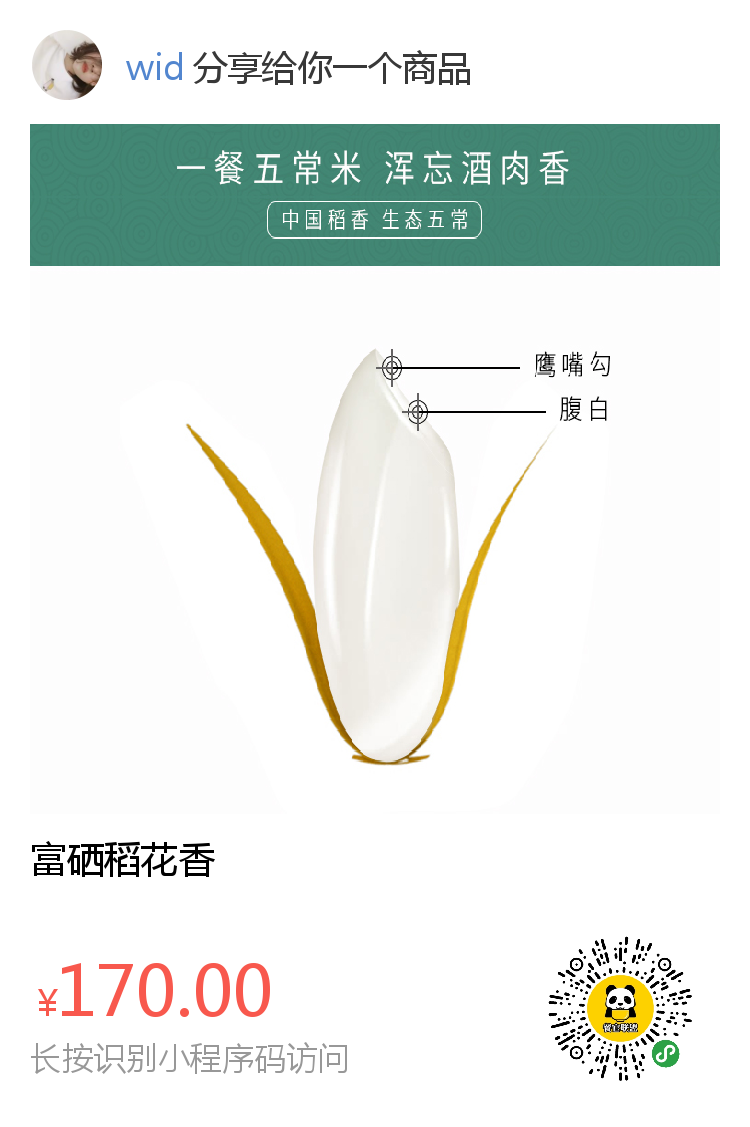 wid 分享给你一个商品
一餐五常米 浑忘酒肉香
中国稻香 生态五常
鹰嘴勾
腹白
富硒稻花香
¥170.00
长按识别小程序码访问